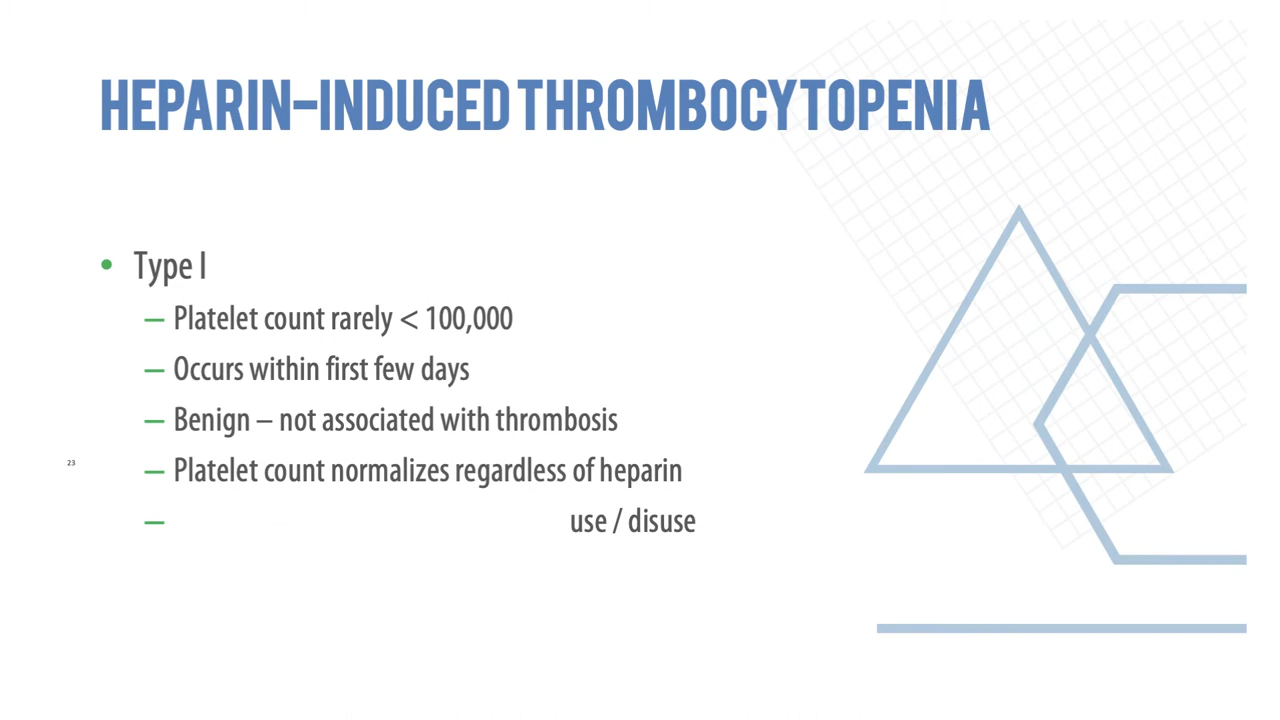 HEPARIN-INDUCED THROMBOCYTOPENIA
• Type I
– Platelet count rarely < 100,000
– Occurs within first few days
– Benign – not associated with thrombosis
23
– Platelet count normalizes regardless of heparin
– use / disuse